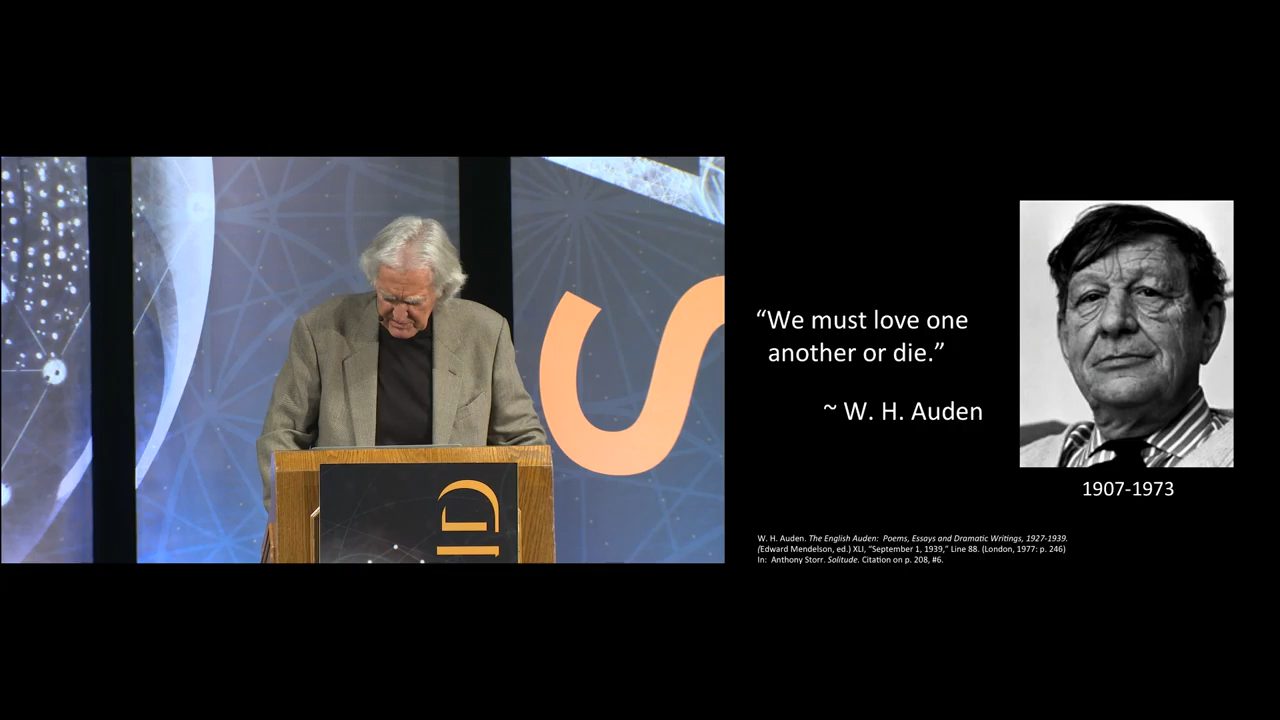 S
ID
“We must love one
another or die.”
~ W. H. Auden
1907-1973
W. H. Auden. The English Auden: Poems, Essays and Dramatic Writings, 1927-1939.
(Edward Mendelson, ed.) XLI, “September 1, 1939,” Line 88. (London, 1977: p. 246)
In: Anthony Storr. Solitude. Citation on p. 208, #6.